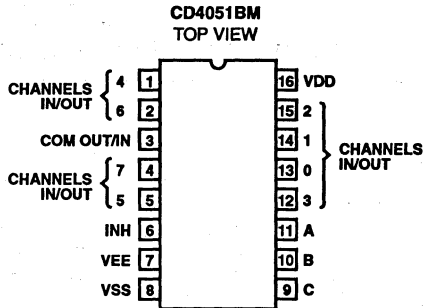 CD4051BM
TOP VIEW
CHANNELS
IN/OUT
4 1
6 2
COM OUT/IN 3
CHANNELS
IN/OUT
7 4
5 5
INH 6
VEE 7
VSS 8
16 VDD
15 2
14 1
13 0
12 3
CHANNELS
IN/OUT
11 A
10 B
9 C